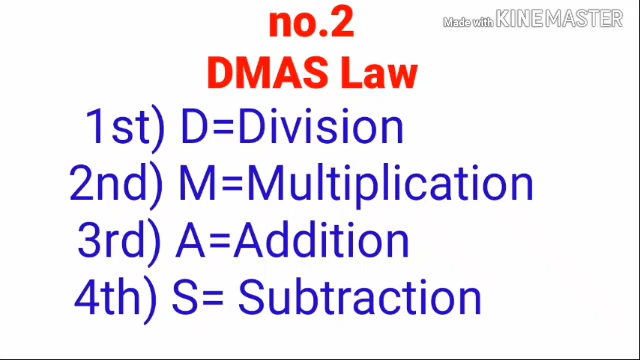 no.2
Made with KINEMASTER
DMAS Law
1st) D=Division
2nd) M=Multiplication
3rd) A=Addition
4th) S= Subtraction